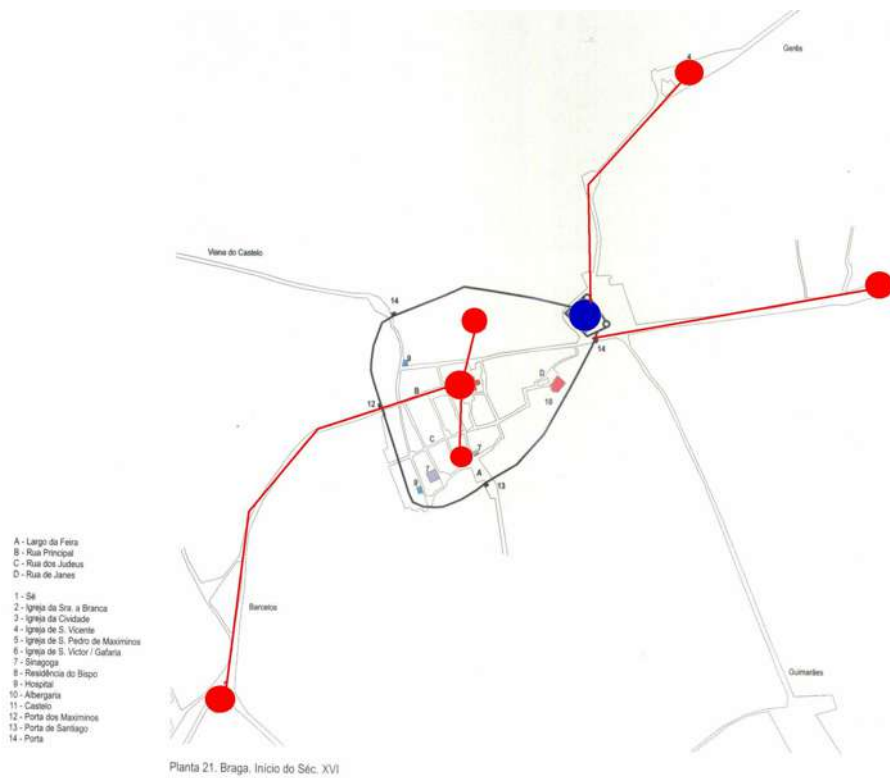 4
Gerês
Viana do Castelo
14
14
9
D
12
B
10
C
7
7
A
9
13
A - Largo da Feira
B - Rua Principal
C - Rua dos Judeus
D - Rua de Janes
1 - Sé
2 - Igreja da Sra. a Branca
3 - Igreja da Cividade
4 - Igreja de S. Vicente
5 - Igreja de S. Pedro de Maximinos
6 - Igreja de S. Victor / Gafaria
7 - Sinagoga
8 - Residência do Bispo
9 - Hospital
10 - Albergaria
11 - Castelo
12 - Porta dos Maximinos
13 - Porta de Santiago
14 - Porta
Barcelos
Guimarães
Planta 21. Braga. Início do Séc. XVI